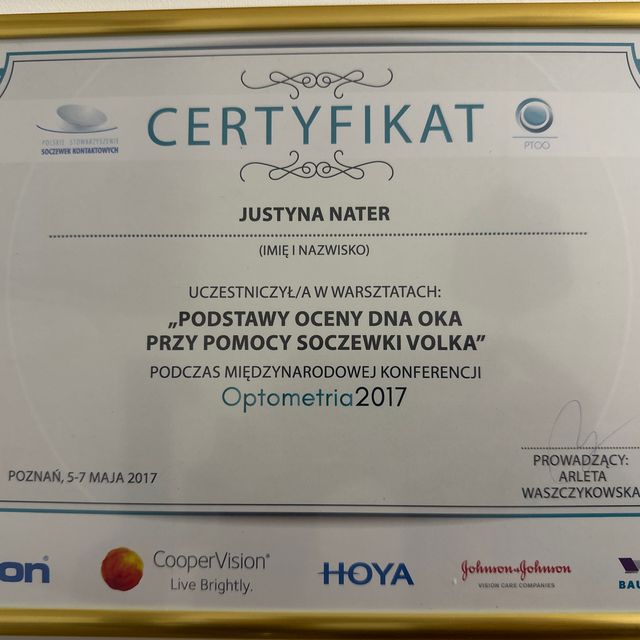 CERTYFIKAT
POLSKIE STOWARZYSZENIE
SOCZEWEK KONTAKTOWYCH
PTOO
JUSTYNA NATER
(IMIĘ I NAZWISKO)
UCZESTNICZYŁ/A W WARSZTATACH:
„PODSTAWY OCENY DNA OKA
PRZY POMOCY SOCZEWKI VOLKA”
PODCZAS MIĘDZYNARODOWEJ KONFERENCJI
Optometria2017
POZNAŃ, 5-7 MAJA 2017
PROWADZĄCY:
ARLETA
WASZCZYKOWSKA
on
CooperVision®
Live Brightly.
HOYA
Johnson & Johnson
VISION CARE COMPANIES
BAU